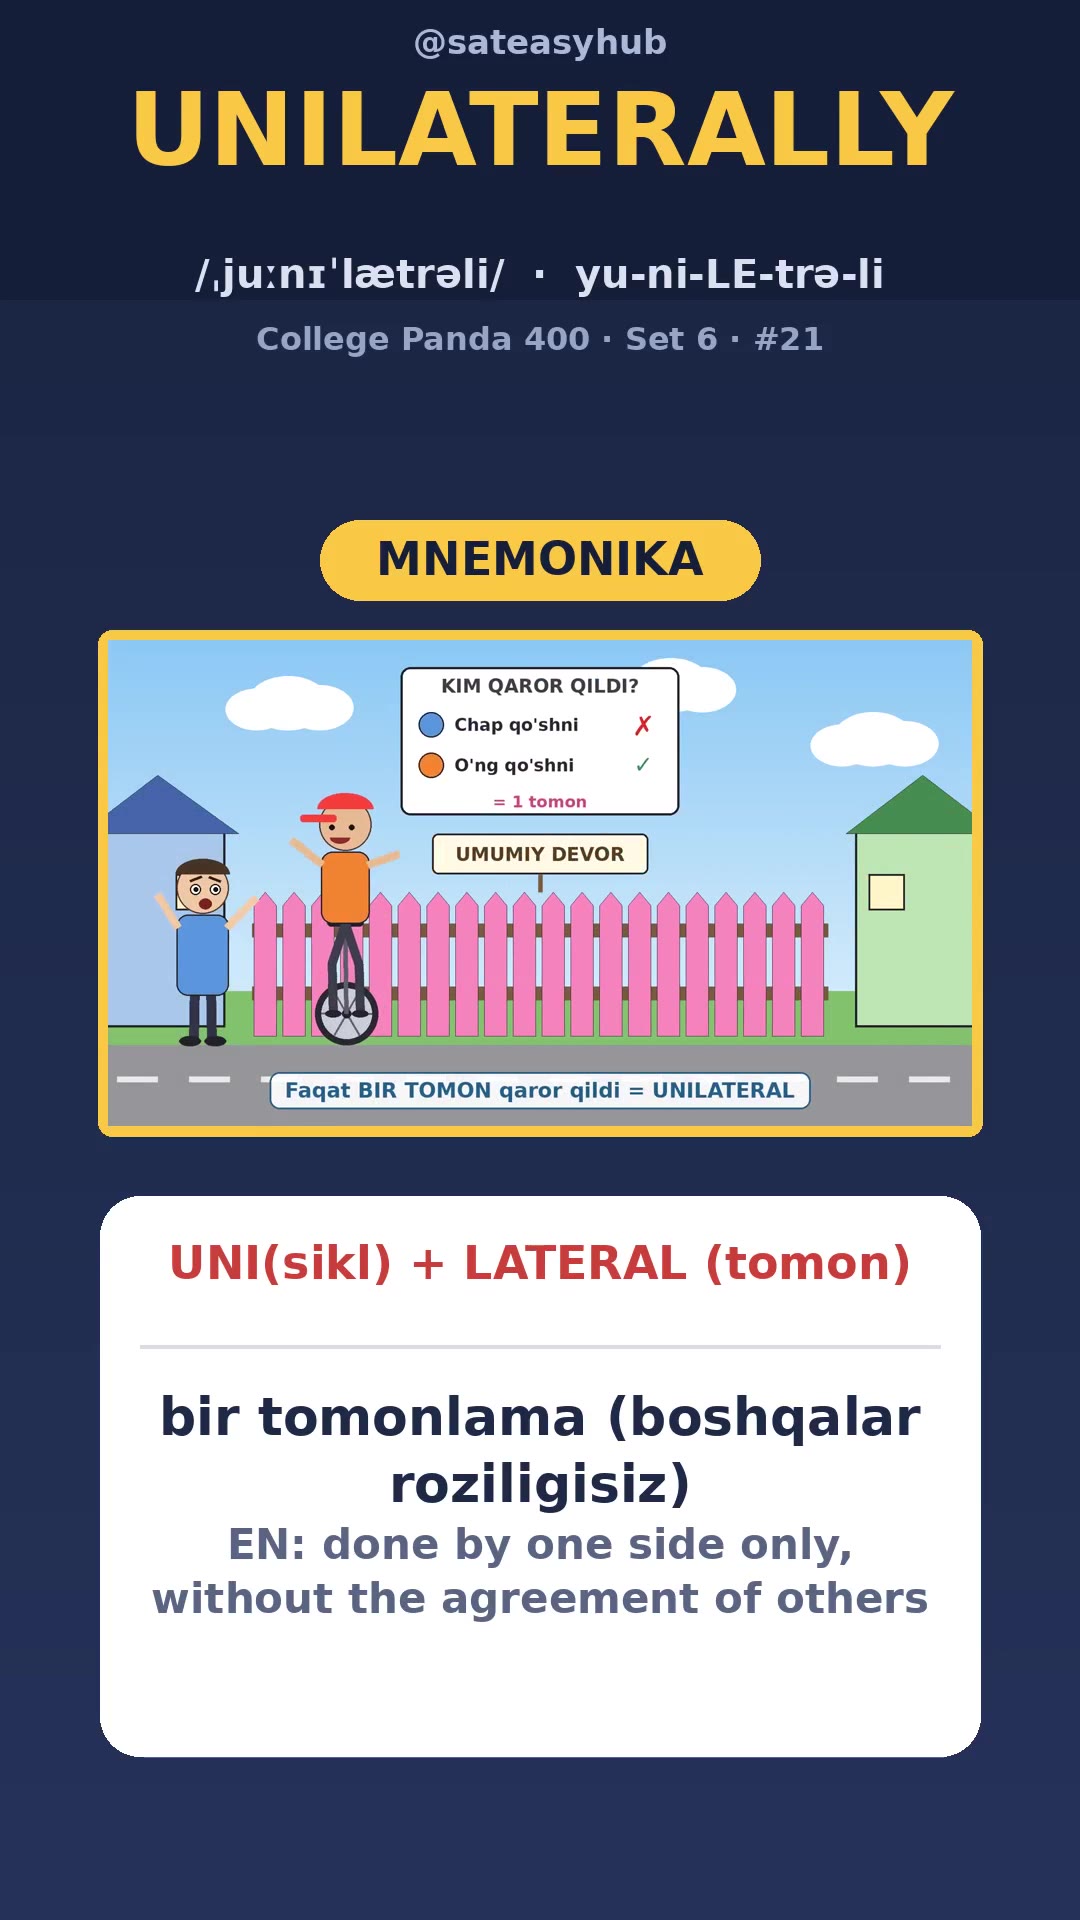 @sateasyhub
UNILATERALLY
/ˌjuːnɪˈlætrəli/ · yu-ni-LE-trə-li
College Panda 400 · Set 6 · #21
MNEMONIKA
KIM QAROR QILDI?
Chap qo'shni ✗
O'ng qo'shni ✓
= 1 tomon
UMUMIY DEVOR
Faqat BIR TOMON qaror qildi = UNILATERAL
UNI(sikl) + LATERAL (tomon)
bir tomonlama (boshqalar
roziligisiz)
EN: done by one side only,
without the agreement of others